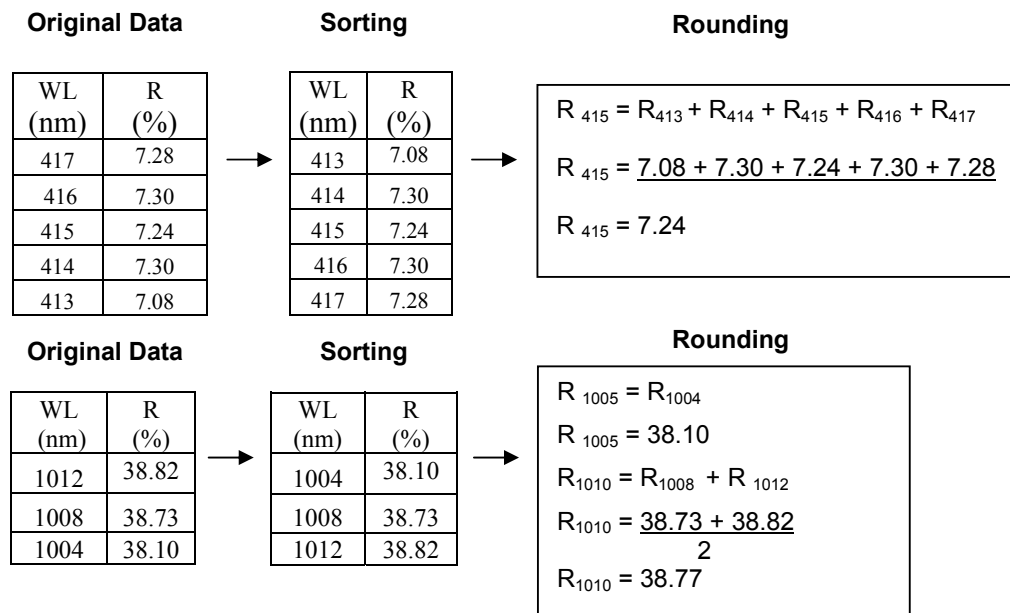 Original Data Sorting Rounding
WL R WL R
(nm) (%) (nm) (%)
417 7.28 413 7.08
416 7.30 414 7.30
415 7.24 415 7.24
414 7.30 416 7.30
413 7.08 417 7.28
R 415 = R413 + R414 + R415 + R416 + R417
R 415 = 7.08 + 7.30 + 7.24 + 7.30 + 7.28
R 415 = 7.24
Original Data Sorting Rounding
WL R WL R
(nm) (%) (nm) (%)
1012 38.82 1004 38.10
1008 38.73 1008 38.73
1004 38.10 1012 38.82
R 1005 = R1004
R 1005 = 38.10
R1010 = R1008 + R 1012
R1010 = 38.73 + 38.82
2
R1010 = 38.77